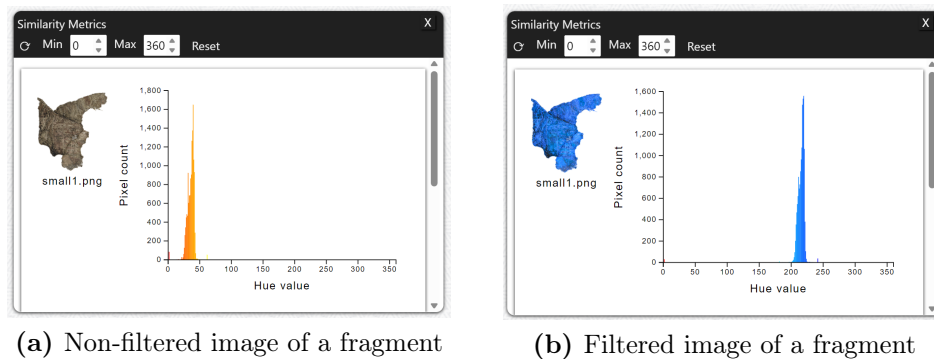 Similarity Metrics X
Min 0 Max 360 Reset
small1.png
Pixel count
1,800
1,600
1,400
1,200
1,000
800
600
400
200
0
0 50 100 150 200 250 300 350
Hue value
(a) Non-filtered image of a fragment
Similarity Metrics X
Min 0 Max 360 Reset
small1.png
Pixel count
1,600
1,400
1,200
1,000
800
600
400
200
0
0 50 100 150 200 250 300 350
Hue value
(b) Filtered image of a fragment